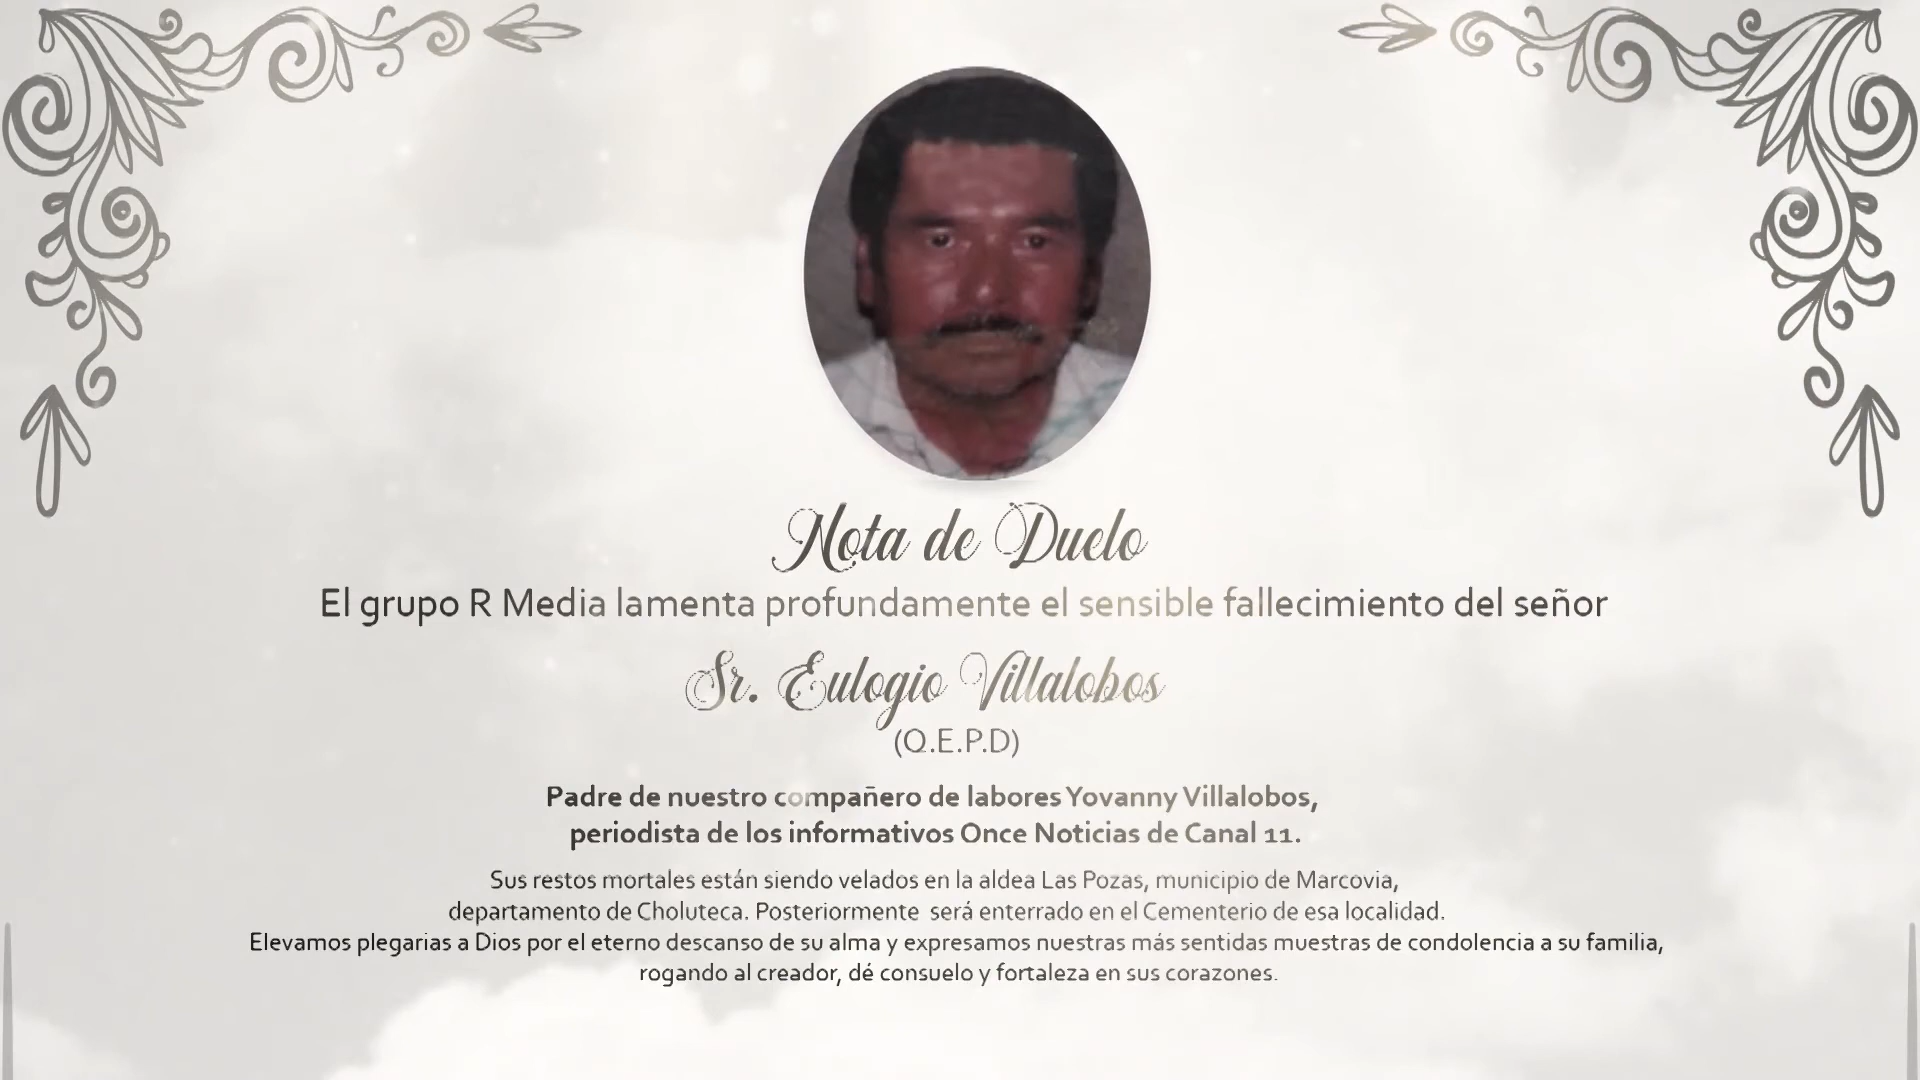 Nota de Duelo
El grupo R Media lamenta profundamente el sensible fallecimiento del señor
Sr. Eulogio Villalobos
(Q.E.P.D)
Padre de nuestro compañero de labores Yovanny Villalobos,
periodista de los informativos Once Noticias de Canal 11.
Sus restos mortales están siendo velados en la aldea Las Pozas, municipio de Marcovia,
departamento de Choluteca. Posteriormente será enterrado en el Cementerio de esa localidad.
Elevamos plegarias a Dios por el eterno descanso de su alma y expresamos nuestras más sentidas muestras de condolencia a su familia,
rogando al creador, dé consuelo y fortaleza en sus corazones.